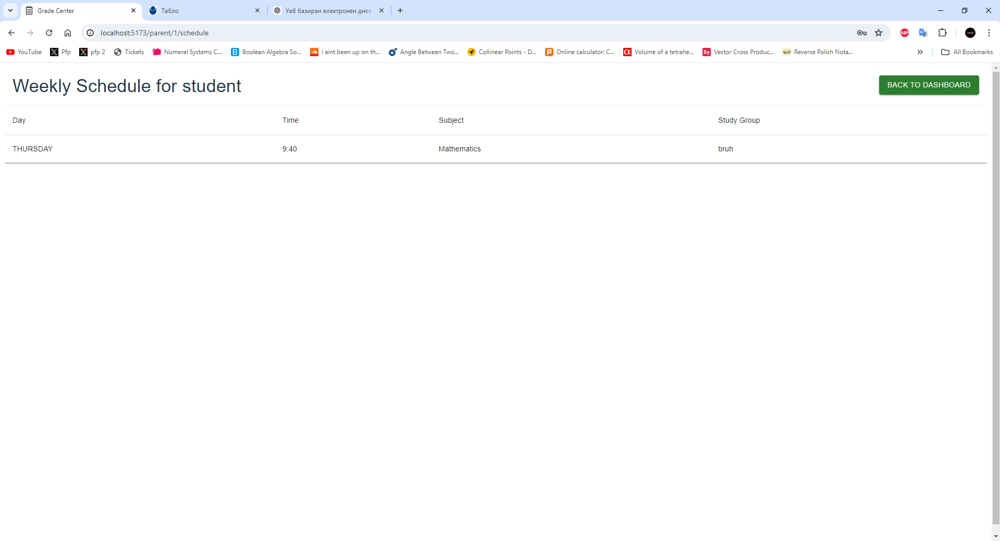 Grade Center
Табло
Уеб базиран електронен днев
localhost:5173/parent/1/schedule
ABP
YouTube
Pfp
pfp 2
Tickets
Numeral Systems C...
Boolean Algebra So...
i aint been up on th...
Angle Between Two...
Collinear Points - D...
Online calculator: C...
Volume of a tetrahe...
Sy
Vector Cross Produc...
Reverse Polish Nota...
All Bookmarks
Weekly Schedule for student
BACK TO DASHBOARD
Day Time Subject Study Group
THURSDAY 9:40 Mathematics bruh